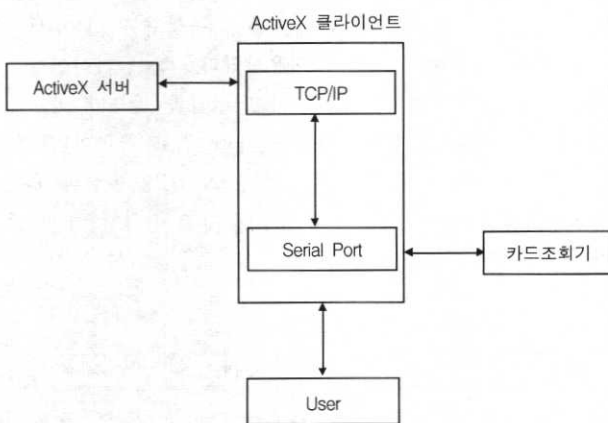 ActiveX 클라이언트
ActiveX 서버
TCP/IP
Serial Port
카드조회기
User